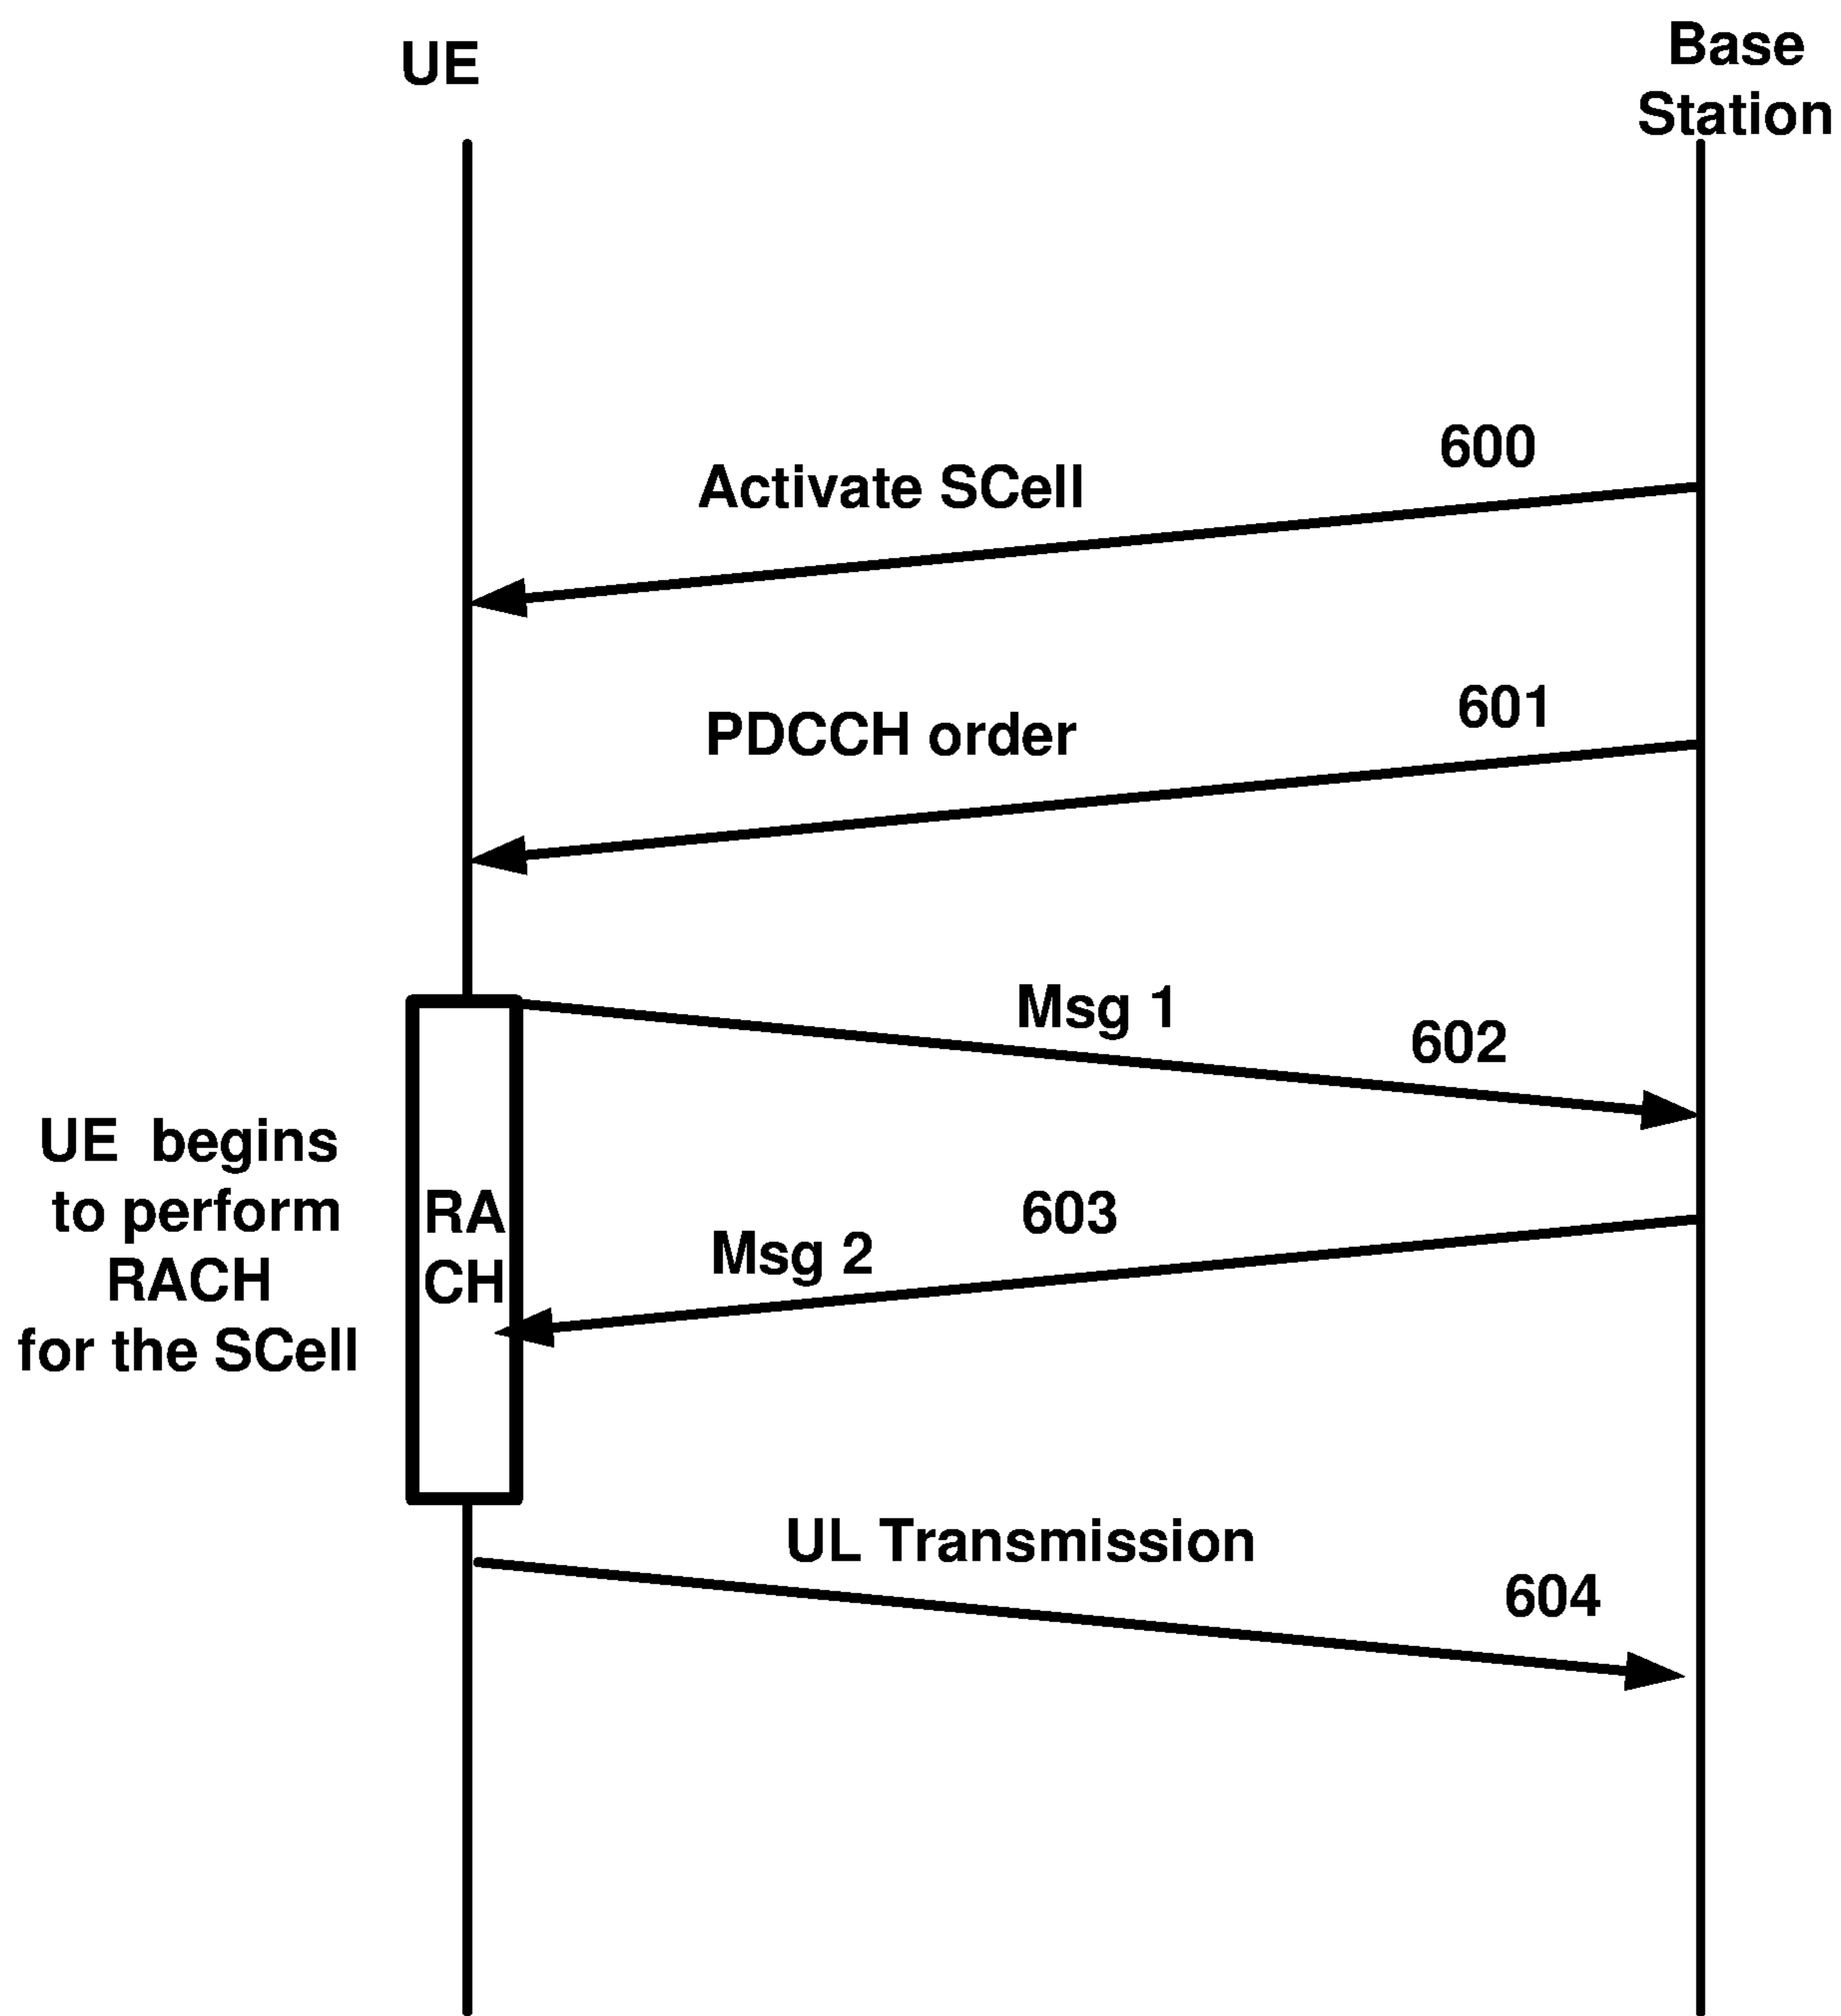 UE
Base
Station
600
Activate SCell
601
PDCCH order
Msg 1
602
UE begins
to perform
RACH
for the SCell
RA
CH
603
Msg 2
UL Transmission
604